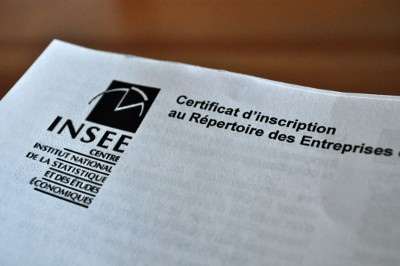 INSEE
CENTRE
INSTITUT NATIONAL
DE LA STATISTIQUE
ET DES ÉTUDES
ÉCONOMIQUES
Certificat d'inscription
au Répertoire des Entreprises